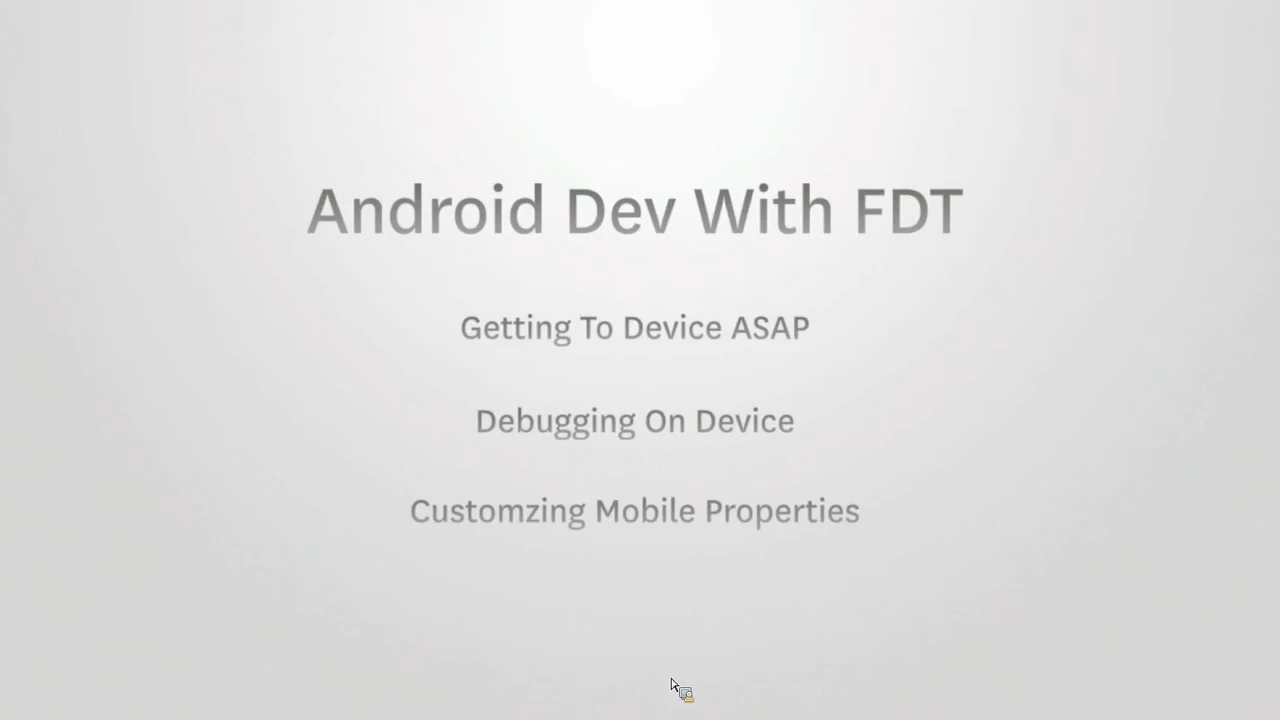 Android Dev With FDT
Getting To Device ASAP
Debugging On Device
Customzing Mobile Properties